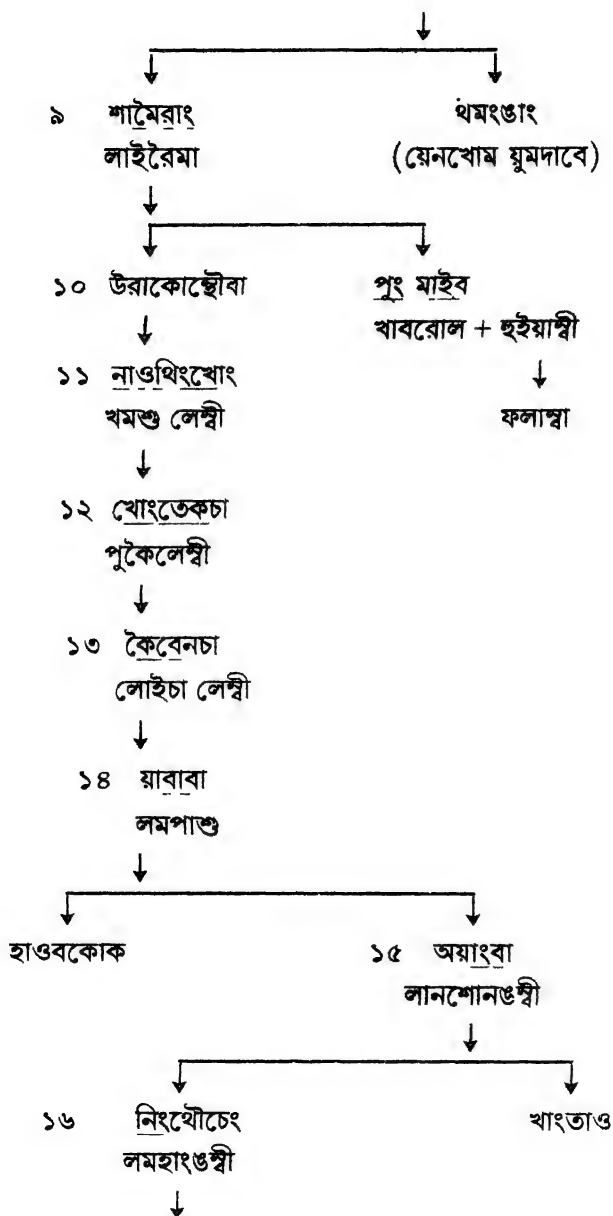 ৯ শামৈরাং থমংঙাং
লাইরৈমা (য়েনখোম য়ুমদাবে)
১০ উরাকোন্থৌবা পুং মাইব
খাবরোল + হুইয়াম্বী
১১ নাওথিংখোং
খমশু লেম্বী ফলাম্বা
১২ খোংতেকচা
পুকৈলেম্বী
১৩ কৈবেনচা
লোইচা লেম্বী
১৪ য়াবাবা
লমপাশু
হাওবকোক ১৫ অয়াংবা
লানশোনঙম্বী
১৬ নিংথৌচেং খাংতাও
লমহাংঙম্বী